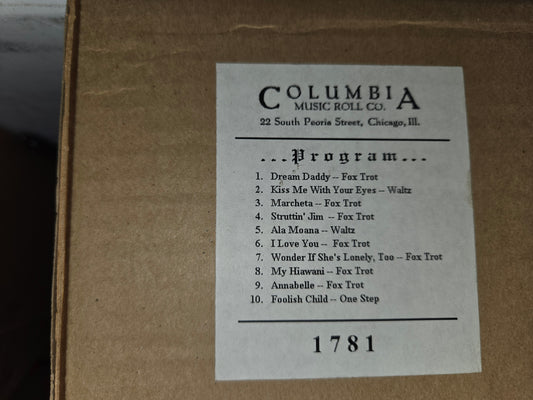 COLUMBIA
MUSIC ROLL CO.
22 South Peoria Street, Chicago, Ill.
...Program...
1. Dream Daddy -- Fox Trot
2. Kiss Me With Your Eyes -- Waltz
3. Marcheta -- Fox Trot
4. Struttin' Jim -- Fox Trot
5. Ala Moana -- Waltz
6. I Love You -- Fox Trot
7. Wonder If She's Lonely, Too -- Fox Trot
8. My Hiawani -- Fox Trot
9. Annabelle -- Fox Trot
10. Foolish Child -- One Step
1781